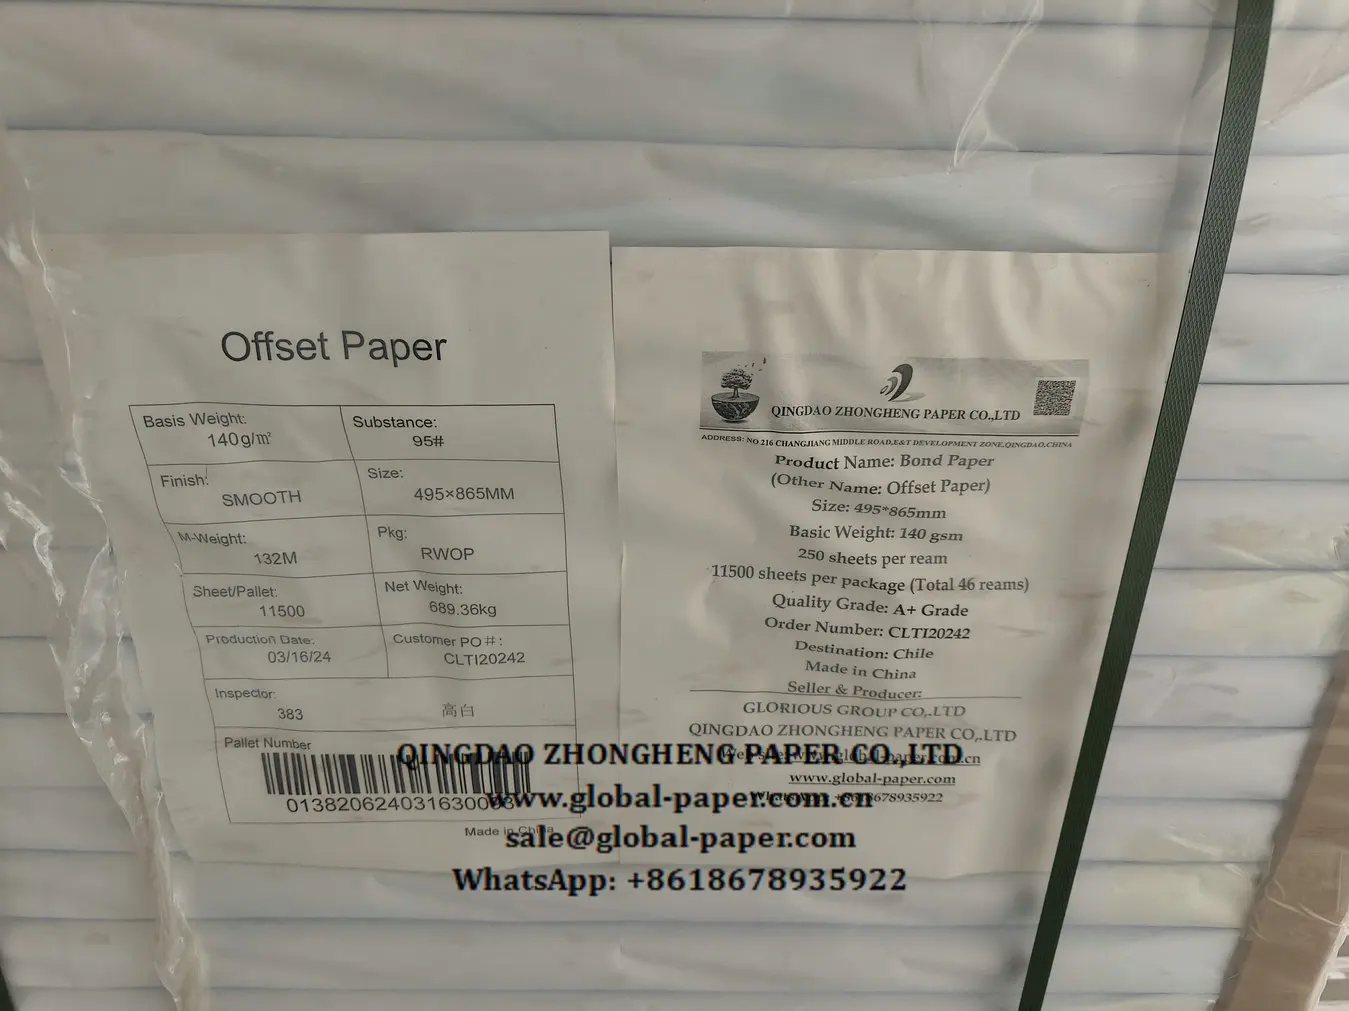 Offset Paper
Basis Weight:
140g/m²
Substance:
95#
Finish:
SMOOTH
Size:
495×865MM
M-Weight:
132M
Pkg:
RWOP
Sheet/Pallet:
11500
Net Weight:
689.36kg
Production Date:
03/16/24
Customer PO#:
CLTI20242
Inspector:
383
高白
Pallet Number
Made in China
QINGDAO ZHONGHENG PAPER CO.,LTD
ADDRESS: NO 216 CHANGJIANG MIDDLE ROAD,E&T DEVELOPMENT ZONE,QINGDAO,CHINA
Product Name: Bond Paper
(Other Name: Offset Paper)
Size: 495*865mm
Basic Weight: 140 gsm
250 sheets per ream
11500 sheets per package (Total 46 reams)
Quality Grade: A+ Grade
Order Number: CLTI20242
Destination: Chile
Made in China
Seller & Producer:
GLORIOUS GROUP CO,.LTD
QINGDAO ZHONGHENG PAPER CO,.LTD
www.global-paper.com
QINGDAO ZHONGHENG PAPER CO.,LTD
www.global-paper.com.cn
sale@global-paper.com
WhatsApp: +8618678935922